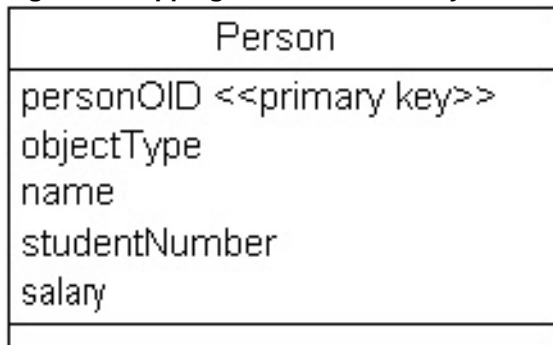 Person
personOID <<primary key>>
objectType
name
studentNumber
salary